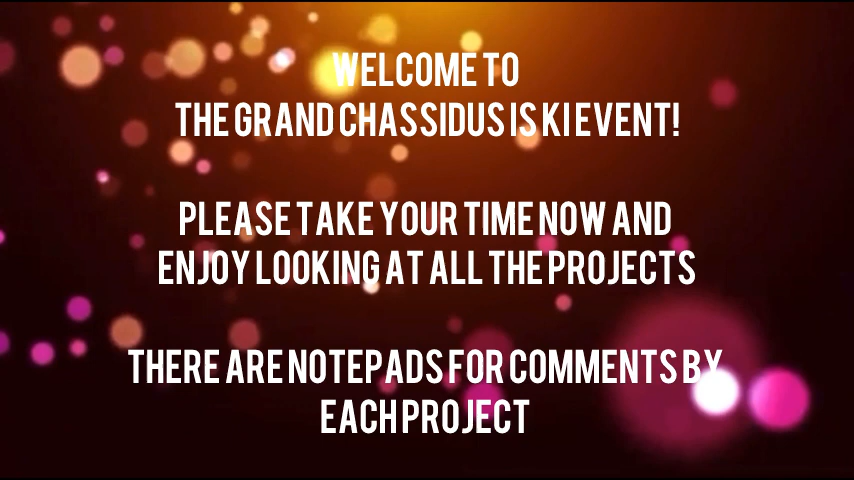 WELCOME TO
THE GRAND CHASSIDUS IS KI EVENT!
PLEASE TAKE YOUR TIME NOW AND
ENJOY LOOKING AT ALL THE PROJECTS
THERE ARE NOTEPADS FOR COMMENTS BY
EACH PROJECT